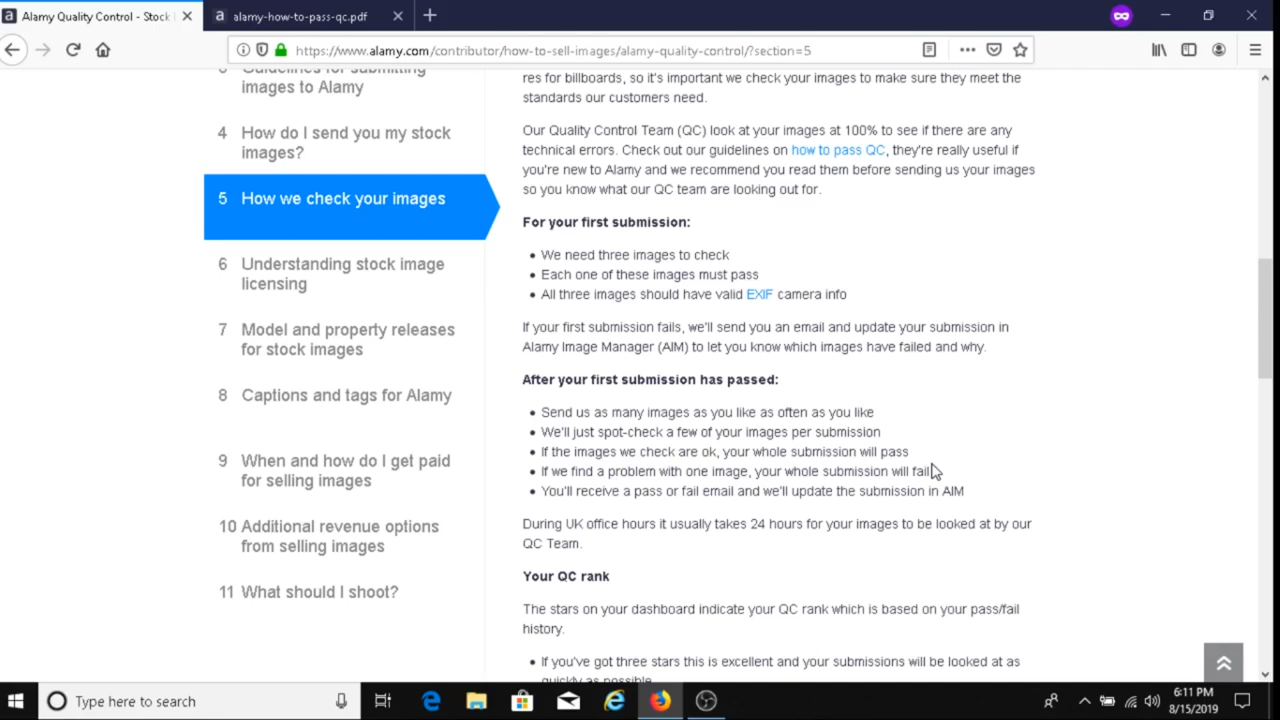 Alamy Quality Control - Stock
alamy-how-to-pass-qc.pdf
https://www.alamy.com/contributor/how-to-sell-images/alamy-quality-control/?section=5
3 Guidelines for submitting
images to Alamy
4 How do I send you my stock
images?
5 How we check your images
6 Understanding stock image
licensing
7 Model and property releases
for stock images
8 Captions and tags for Alamy
9 When and how do I get paid
for selling images
10 Additional revenue options
from selling images
11 What should I shoot?
res for billboards, so it's important we check your images to make sure they meet the
standards our customers need.
Our Quality Control Team (QC) look at your images at 100% to see if there are any
technical errors. Check out our guidelines on how to pass QC, they're really useful if
you're new to Alamy and we recommend you read them before sending us your images
so you know what our QC team are looking out for.
For your first submission:
• We need three images to check
• Each one of these images must pass
• All three images should have valid EXIF camera info
If your first submission fails, we'll send you an email and update your submission in
Alamy Image Manager (AIM) to let you know which images have failed and why.
After your first submission has passed:
• Send us as many images as you like as often as you like
• We'll just spot-check a few of your images per submission
• If the images we check are ok, your whole submission will pass
• If we find a problem with one image, your whole submission will fail
• You'll receive a pass or fail email and we'll update the submission in AIM
During UK office hours it usually takes 24 hours for your images to be looked at by our
QC Team.
Your QC rank
The stars on your dashboard indicate your QC rank which is based on your pass/fail
history.
• If you've got three stars this is excellent and your submissions will be looked at as
quickly as possible
Type here to search
6:11 PM
8/15/2019